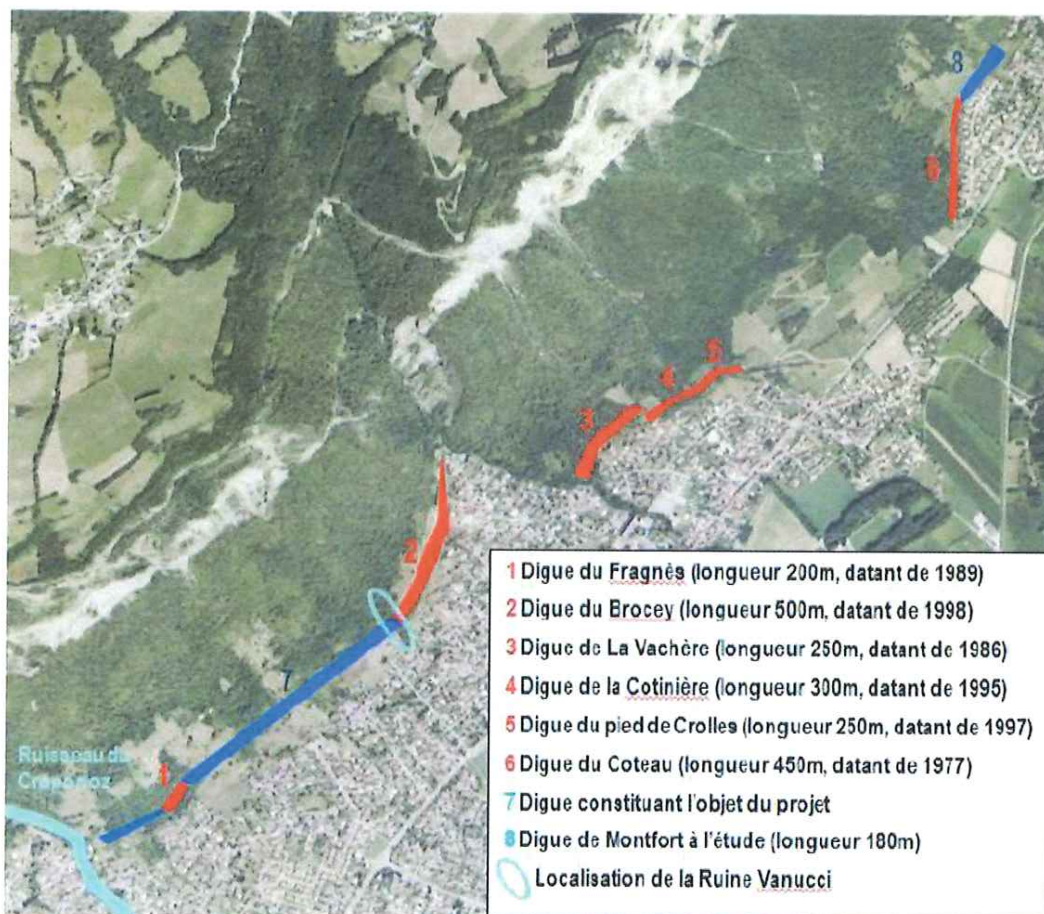 8
6
5
4
3
2
7
Ruisseau du
Craponoz
1
1 Digue du Fragnès (longueur 200m, datant de 1989)
2 Digue du Brocey (longueur 500m, datant de 1998)
3 Digue de La Vachère (longueur 250m, datant de 1986)
4 Digue de la Cotinière (longueur 300m, datant de 1995)
5 Digue du pied de Crolles (longueur 250m, datant de 1997)
6 Digue du Coteau (longueur 450m, datant de 1977)
7 Digue constituant l'objet du projet
8 Digue de Montfort à l'étude (longueur 180m)
Localisation de la Ruine Vanucci